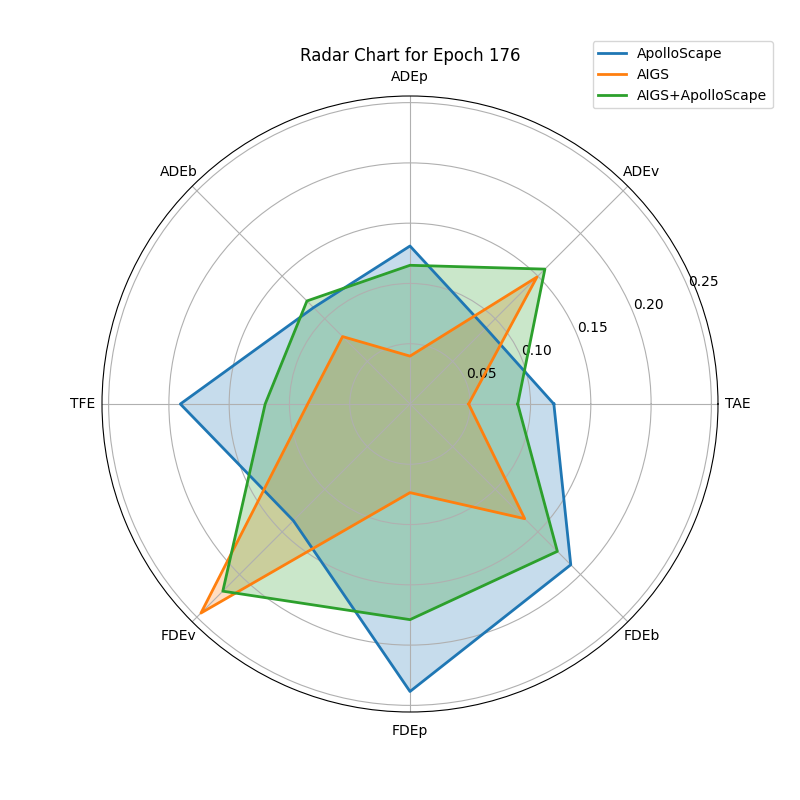 Radar Chart for Epoch 176
ApolloScape
AIGS
AIGS+ApolloScape
ADEp
ADEb
ADEv
0.25
0.20
0.15
0.10
0.05
TFE
TAE
FDEv
FDEb
FDEp